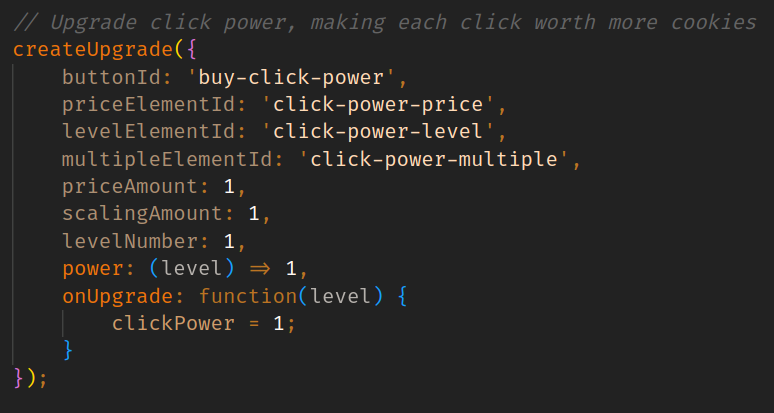 // Upgrade click power, making each click worth more cookies
createUpgrade({
    buttonId: 'buy-click-power',
    priceElementId: 'click-power-price',
    levelElementId: 'click-power-level',
    multipleElementId: 'click-power-multiple',
    priceAmount: 1,
    scalingAmount: 1,
    levelNumber: 1,
    power: (level) => 1,
    onUpgrade: function(level) {
        clickPower = 1;
    }
});